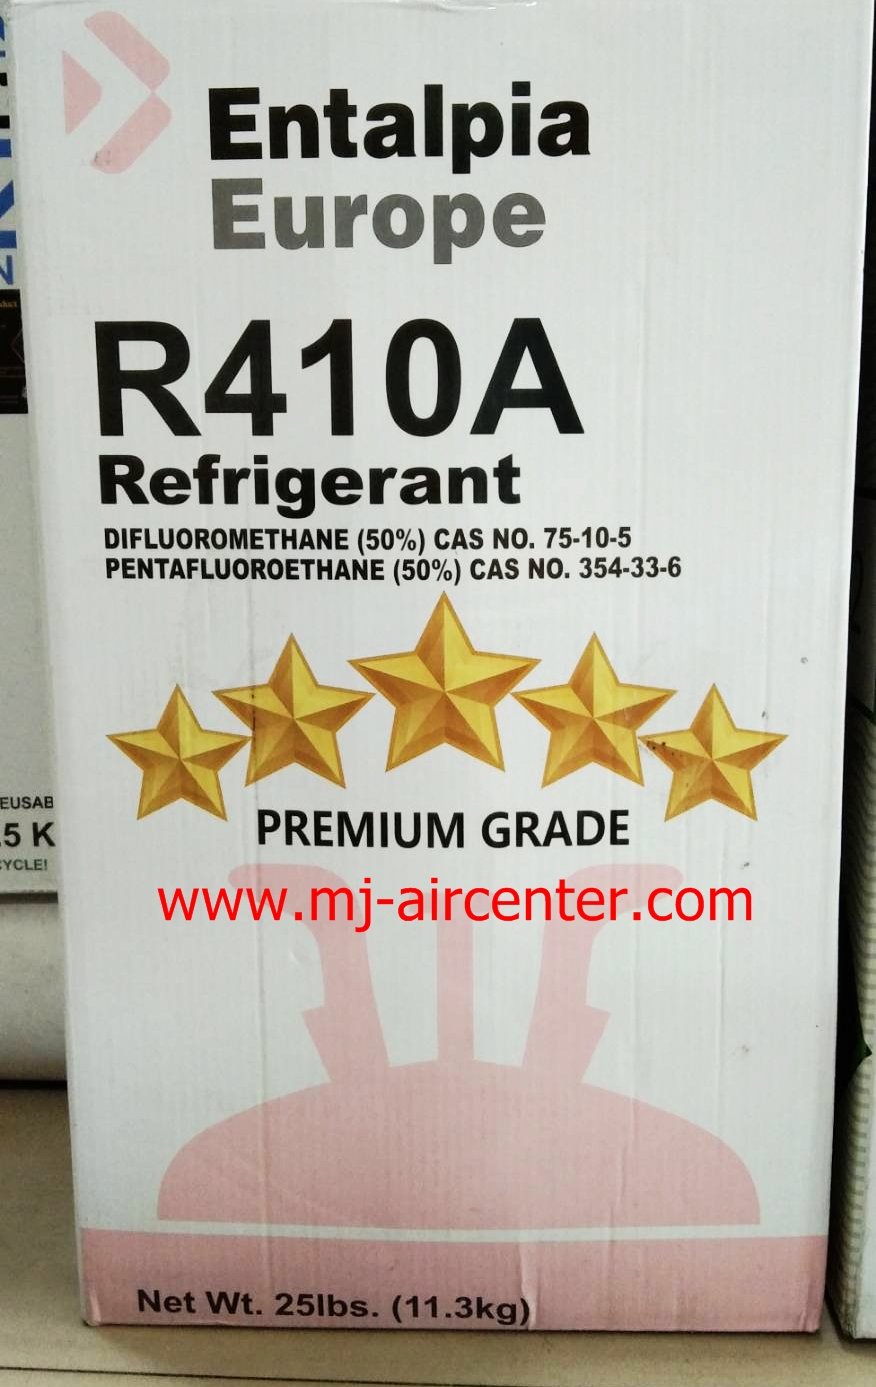 Entalpia
Europe
R410A
Refrigerant
DIFLUOROMETHANE (50%) CAS NO. 75-10-5
PENTAFLUOROETHANE (50%) CAS NO. 354-33-6
PREMIUM GRADE
www.mj-aircenter.com
Net Wt. 25lbs. (11.3kg)